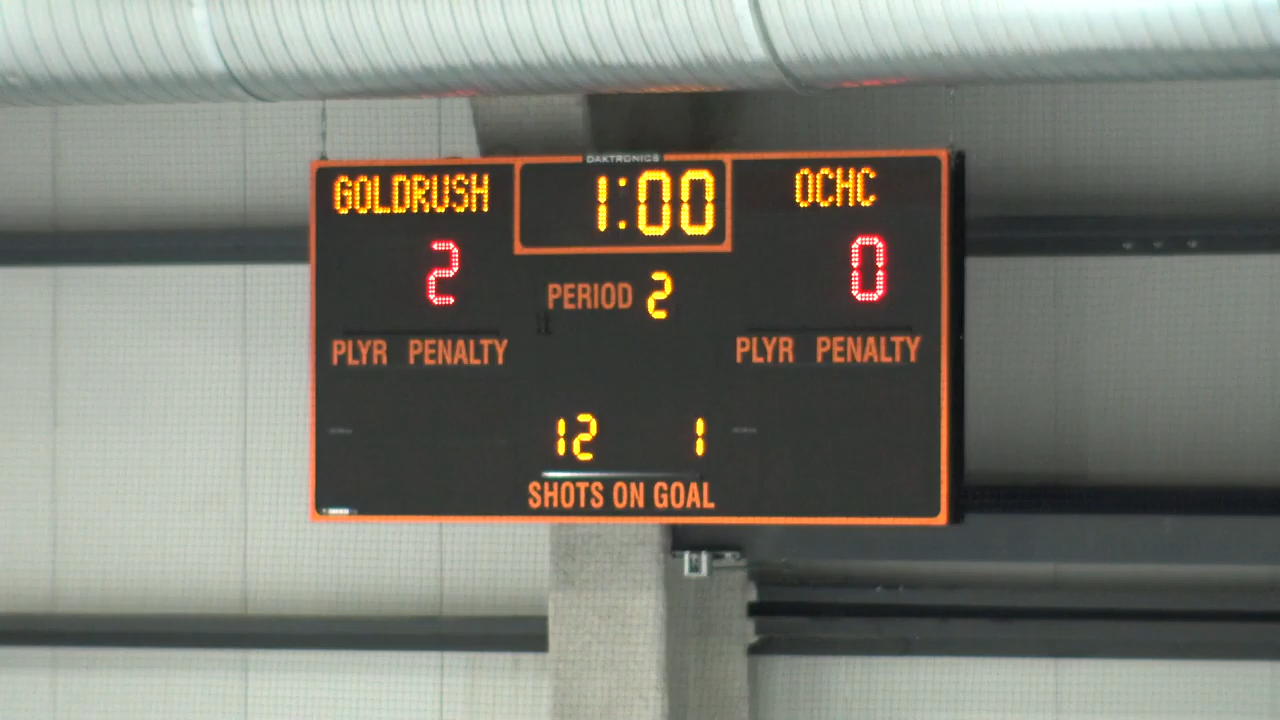 DAKTRONICS
GOLDRUSH 1:00 OCHC
2 0
PERIOD 2
PLYR PENALTY PLYR PENALTY
12 1
SHOTS ON GOAL